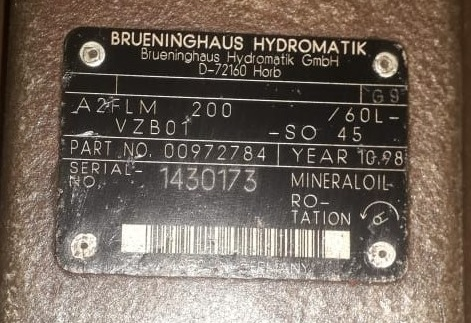 BRUENINGHAUS HYDROMATIK
Brueninghaus Hydromatik GmbH
D-72160 Horb
G9
A2FLM 200 /60L-
VZB01 -SO 45
PART NO. 00972784 YEAR 10.98
SERIAL-NO. 1430173 MINERALOIL
RO-
TATION
GERMANY